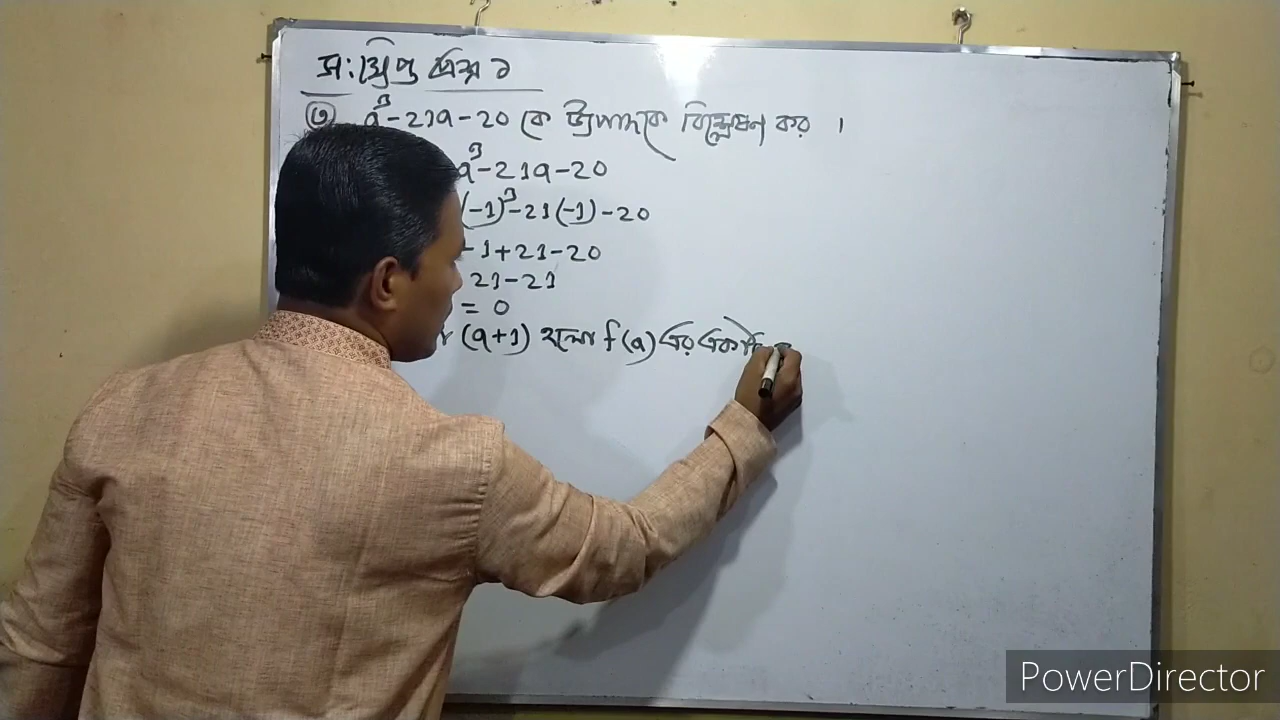 সংক্ষিপ্ত প্রশ্ন ১
৩ a³-21a-20 কে উৎপাদকে বিশ্লেষণ কর ।
a³-21a-20
(-1)³-21(-1)-20
-1+21-20
21-21
= 0
(a+1) হলো f(a) এর একটি
PowerDirector